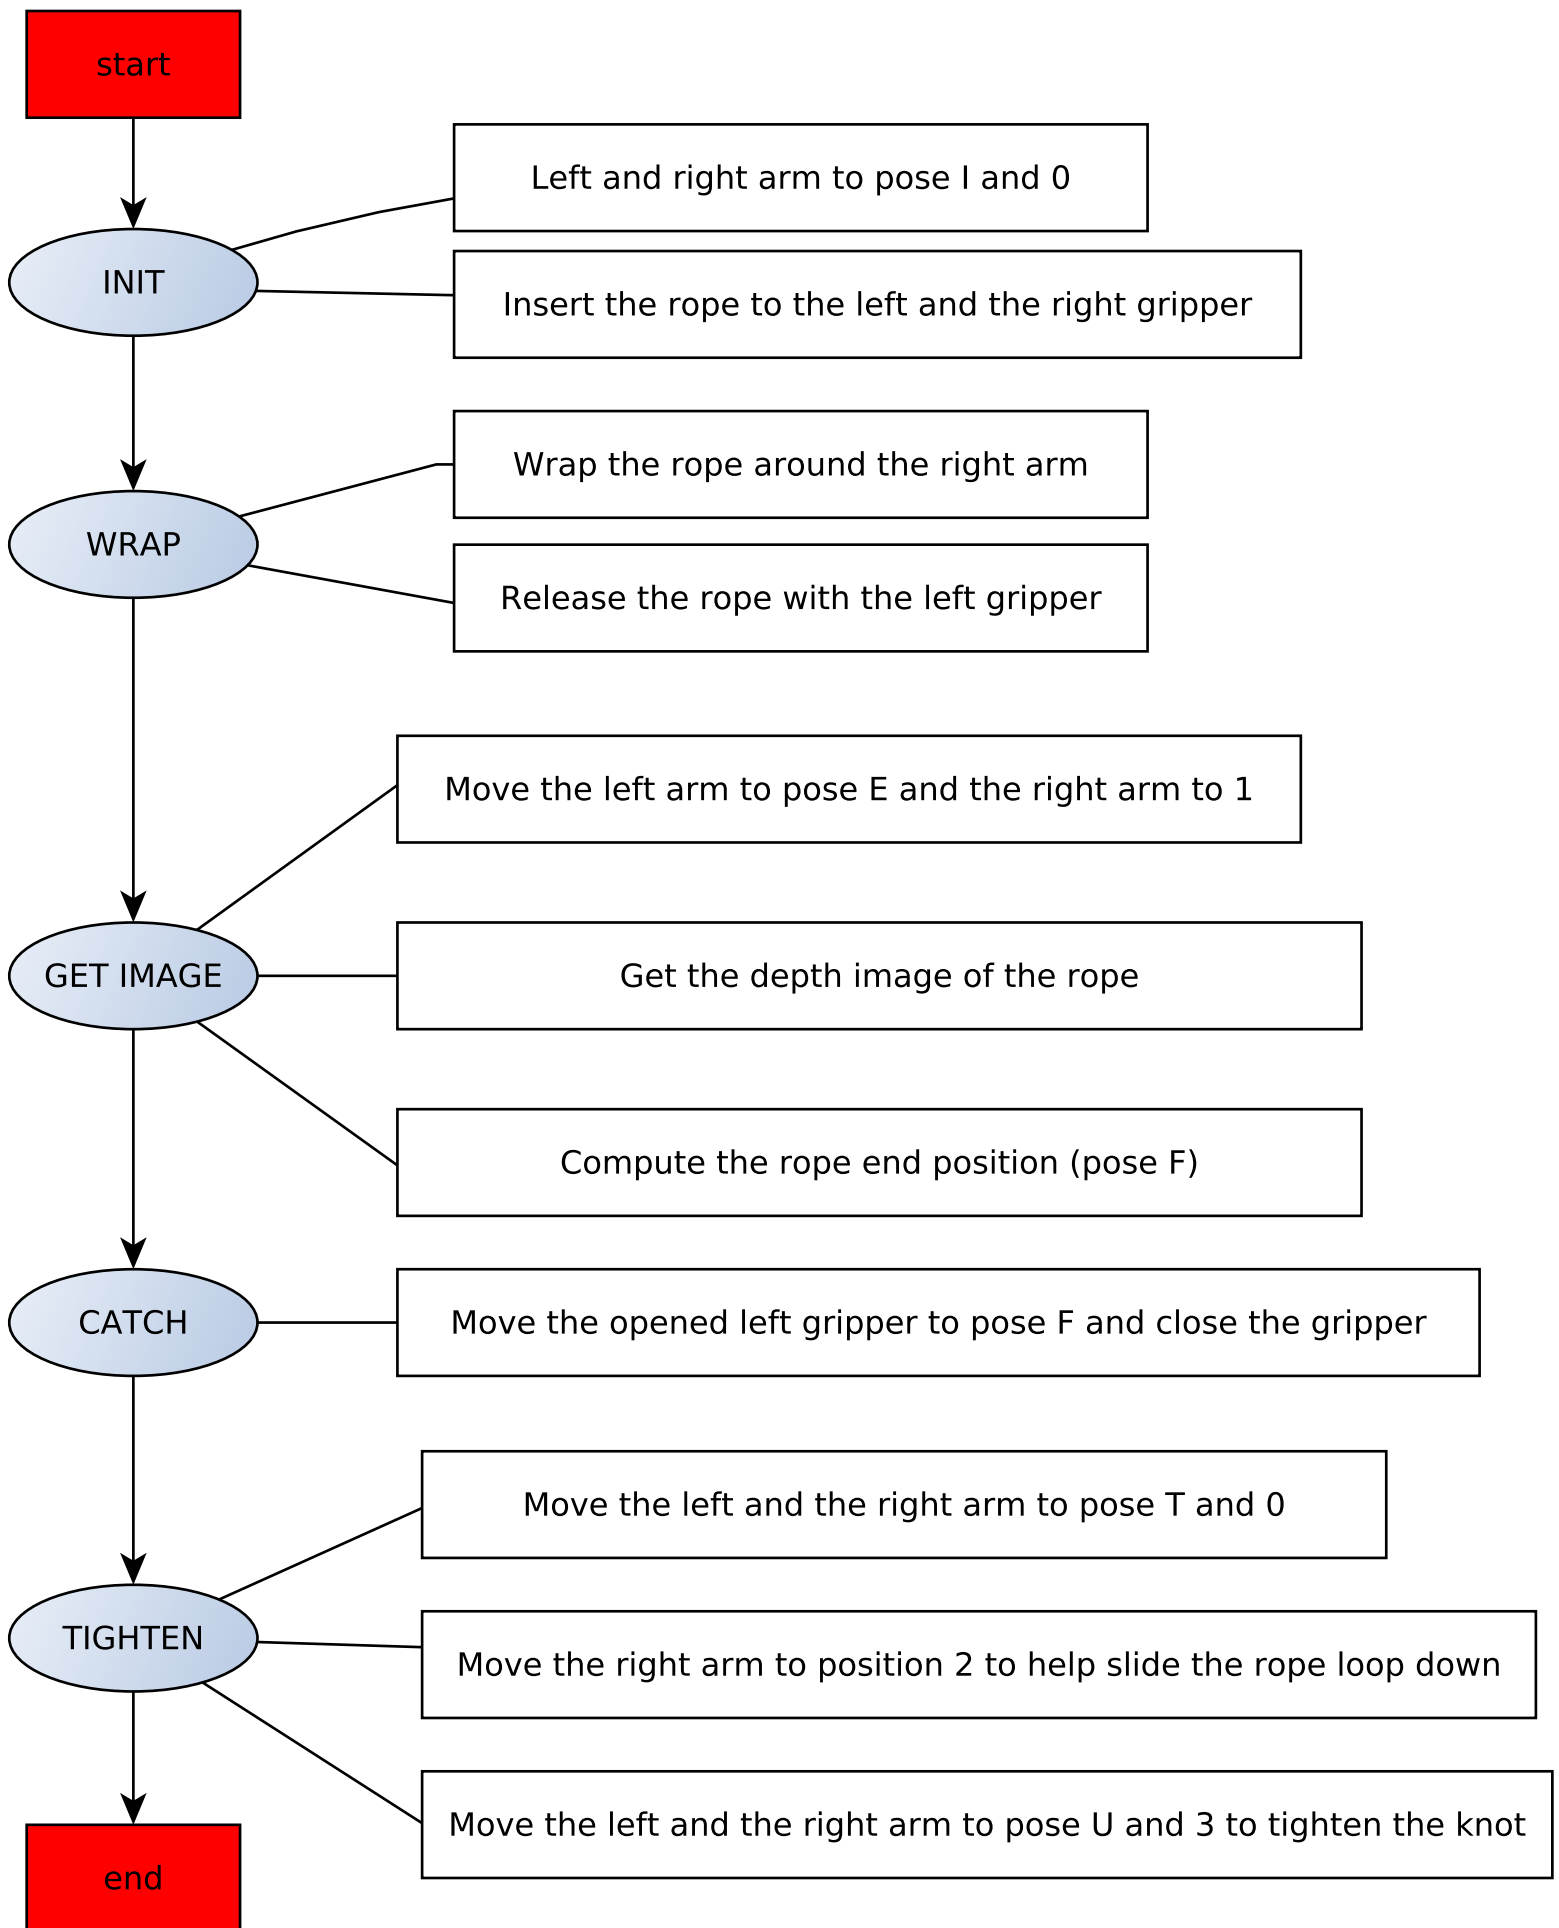 start
Left and right arm to pose I and 0
INIT
Insert the rope to the left and the right gripper
Wrap the rope around the right arm
WRAP
Release the rope with the left gripper
Move the left arm to pose E and the right arm to 1
GET IMAGE
Get the depth image of the rope
Compute the rope end position (pose F)
CATCH
Move the opened left gripper to pose F and close the gripper
Move the left and the right arm to pose T and 0
TIGHTEN
Move the right arm to position 2 to help slide the rope loop down
Move the left and the right arm to pose U and 3 to tighten the knot
end